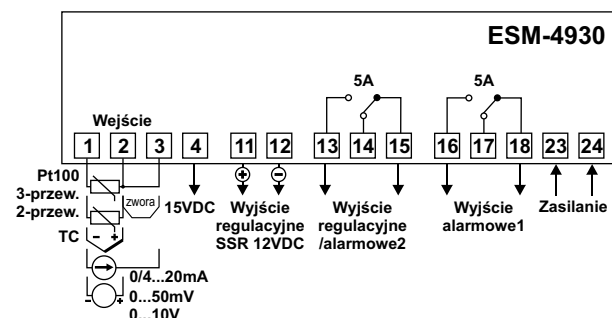 ESM-4930
5A 5A
Wejście
1 2 3 4 11 12 13 14 15 16 17 18 23 24
+ −
Pt100
3-przew.
2-przew.
zwora
TC
- +
15VDC
Wyjście
regulacyjne
SSR 12VDC
Wyjście
regulacyjne
/alarmowe2
Wyjście
alarmowe1
Zasilanie
0/4...20mA
- +
0...50mV
0...10V